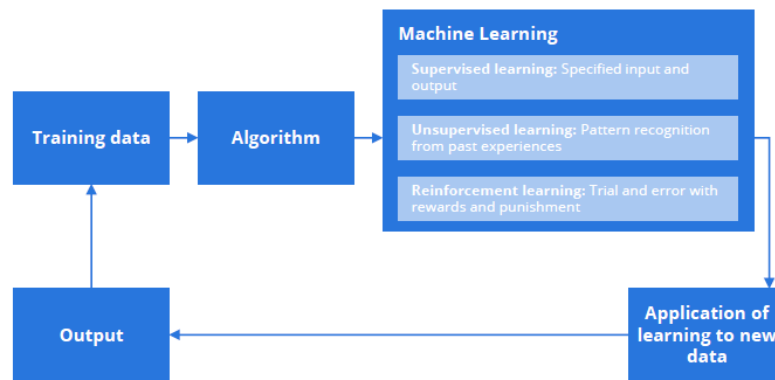 Machine Learning
Supervised learning: Specified input and
output
Training data
Algorithm
Unsupervised learning: Pattern recognition
from past experiences
Reinforcement learning: Trial and error with
rewards and punishment
Output
Application of
learning to new
data